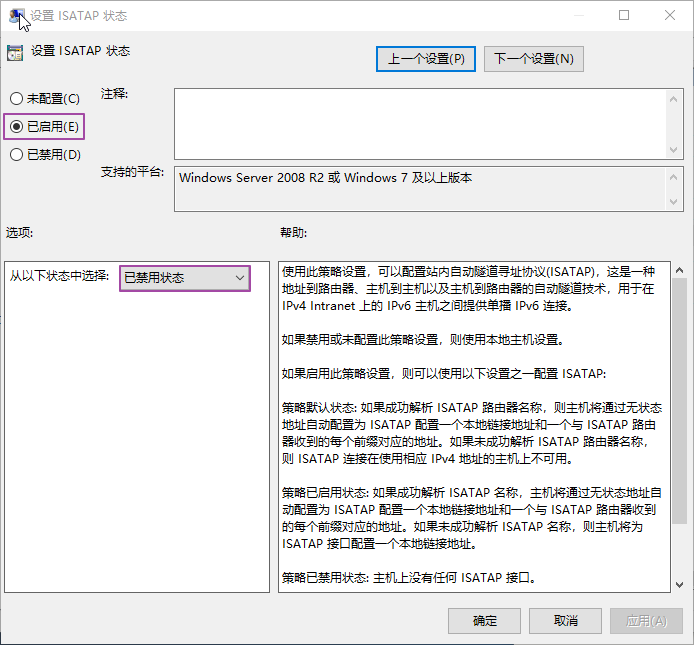 设置 ISATAP 状态
设置 ISATAP 状态
上一个设置(P)
下一个设置(N)
未配置(C)
注释:
已启用(E)
已禁用(D)
支持的平台:
Windows Server 2008 R2 或 Windows 7 及以上版本
选项:
帮助:
从以下状态中选择:
已禁用状态
使用此策略设置，可以配置站内自动隧道寻址协议(ISATAP)，这是一种
地址到路由器、主机到主机以及主机到路由器的自动隧道技术，用于在
IPv4 Intranet 上的 IPv6 主机之间提供单播 IPv6 连接。
如果禁用或未配置此策略设置，则使用本地主机设置。
如果启用此策略设置，则可以使用以下设置之一配置 ISATAP:
策略默认状态: 如果成功解析 ISATAP 路由器名称，则主机将通过无状态
地址自动配置为 ISATAP 配置一个本地链接地址和一个与 ISATAP 路由
器收到的每个前缀对应的地址。如果未成功解析 ISATAP 路由器名称，
则 ISATAP 连接在使用相应 IPv4 地址的主机上不可用。
策略已启用状态: 如果成功解析 ISATAP 名称，主机将通过无状态地址自
动配置为 ISATAP 配置一个本地链接地址和一个与 ISATAP 路由器收到
的每个前缀对应的地址。如果未成功解析 ISATAP 名称，则主机将为
ISATAP 接口配置一个本地链接地址。
策略已禁用状态: 主机上没有任何 ISATAP 接口。
确定
取消
应用(A)